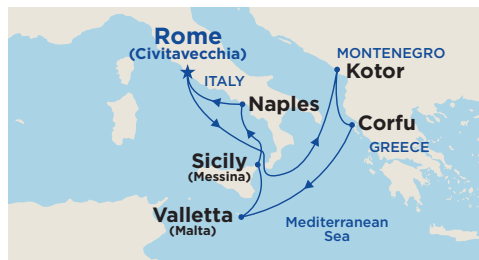 Rome
(Civitavecchia)
ITALY
MONTENEGRO
Kotor
Naples
Corfu
GREECE
Sicily
(Messina)
Valletta
(Malta)
Mediterranean
Sea